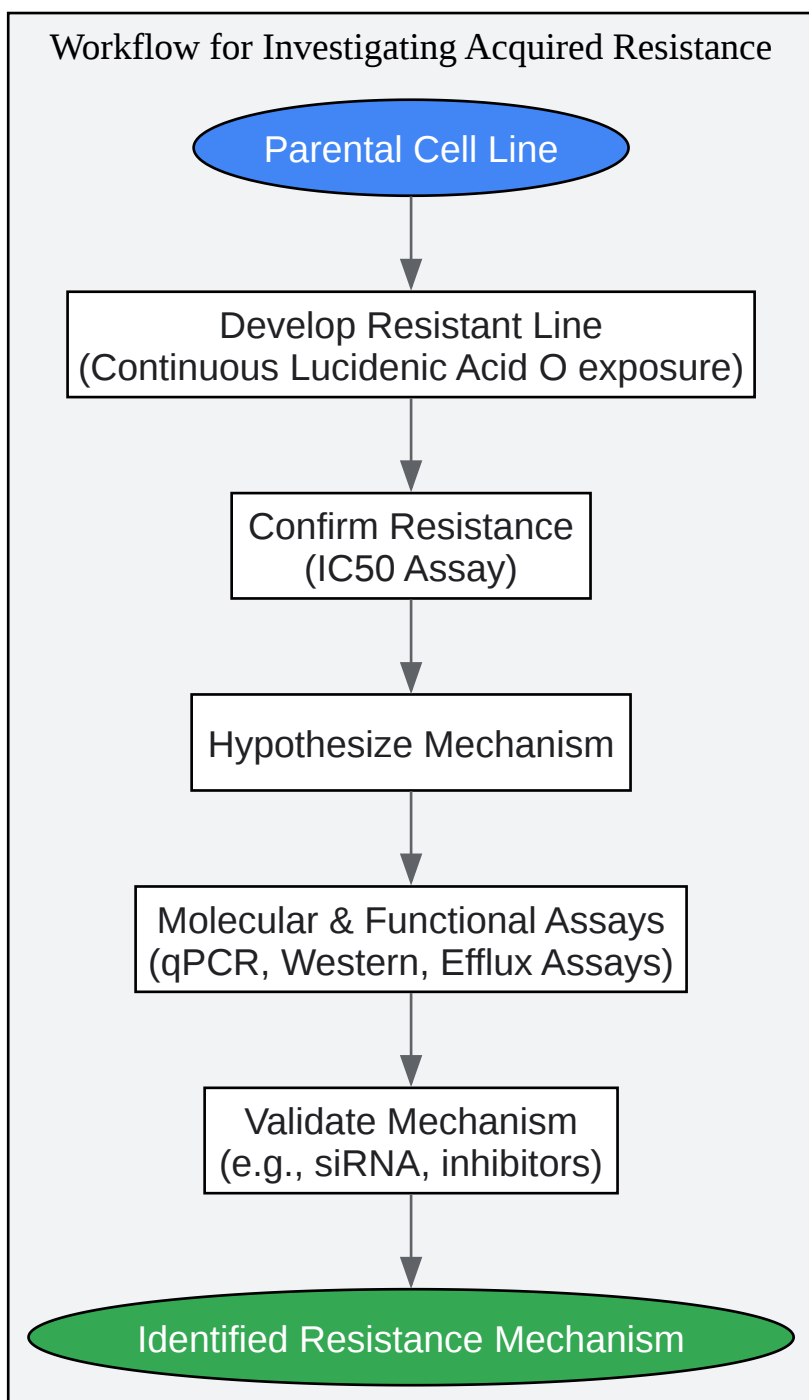 Workflow for Investigating Acquired Resistance
Parental Cell Line
Develop Resistant Line
(Continuous Lucidenic Acid O exposure)
Confirm Resistance
(IC50 Assay)
Hypothesize Mechanism
Molecular & Functional Assays
(qPCR, Western, Efflux Assays)
Validate Mechanism
(e.g., siRNA, inhibitors)
Identified Resistance Mechanism